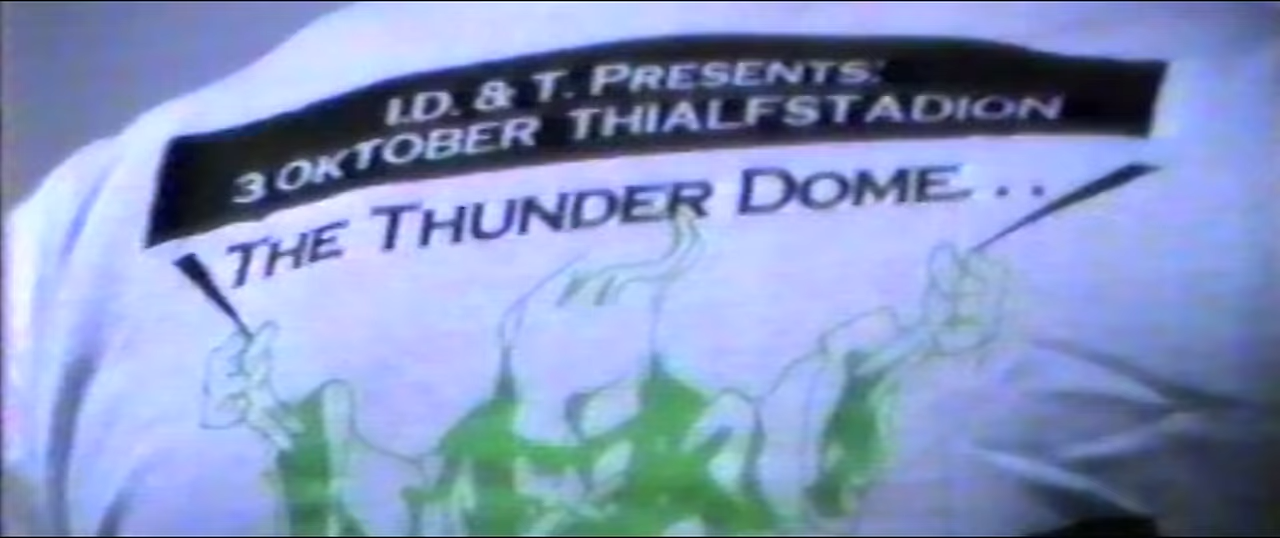 I.D. & T. PRESENTS:
3 OKTOBER THIALFSTADION
THE THUNDER DOME...